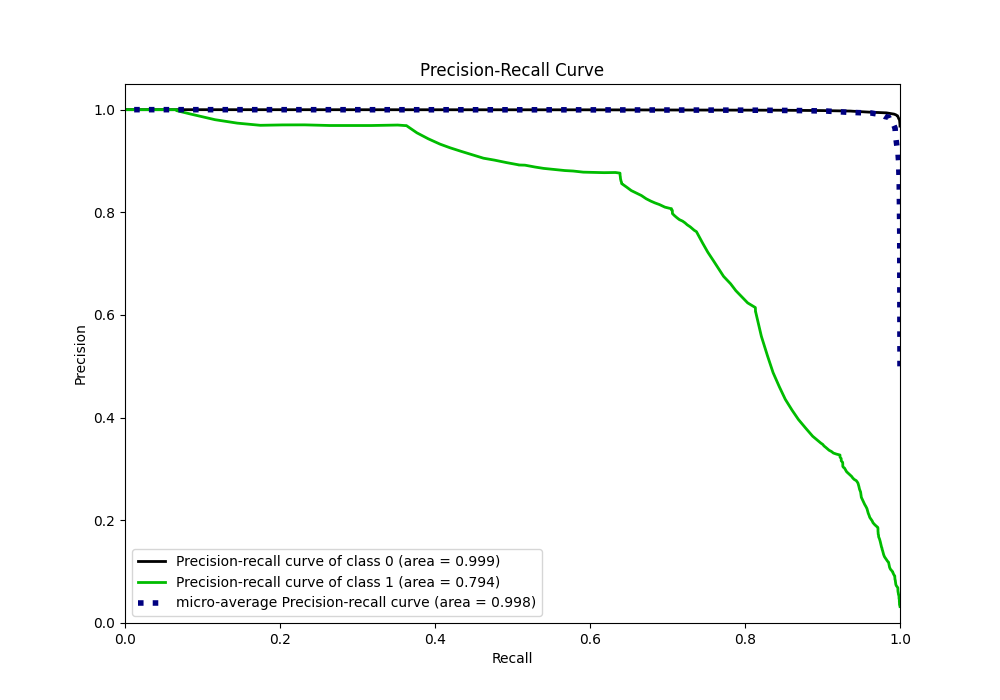 Precision-Recall Curve
1.0
0.8
0.6
0.4
0.2
0.0
Precision
Precision-recall curve of class 0 (area = 0.999)
Precision-recall curve of class 1 (area = 0.794)
micro-average Precision-recall curve (area = 0.998)
0.0 0.2 0.4 0.6 0.8 1.0
Recall